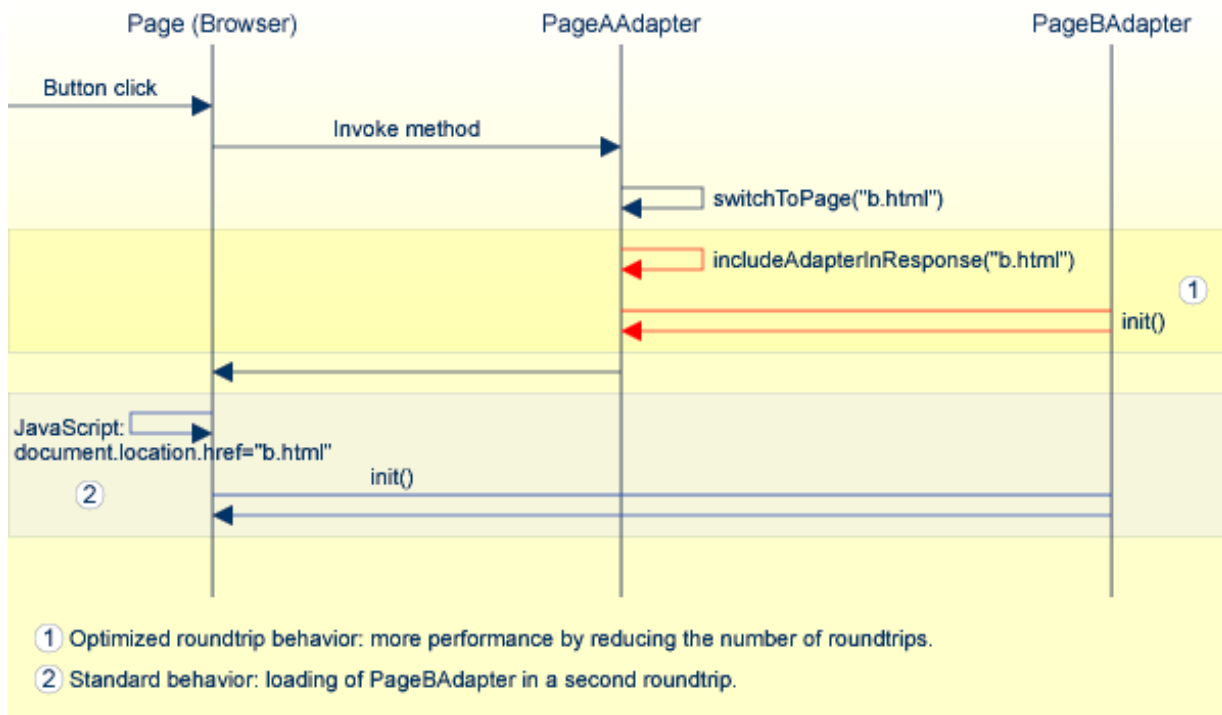 Page (Browser) PageAAdapter PageBAdapter
Button click
Invoke method
switchToPage("b.html")
includeAdapterInResponse("b.html")
1
init()
JavaScript:
document.location.href="b.html"
init()
2
1 Optimized roundtrip behavior: more performance by reducing the number of roundtrips.
2 Standard behavior: loading of PageBAdapter in a second roundtrip.